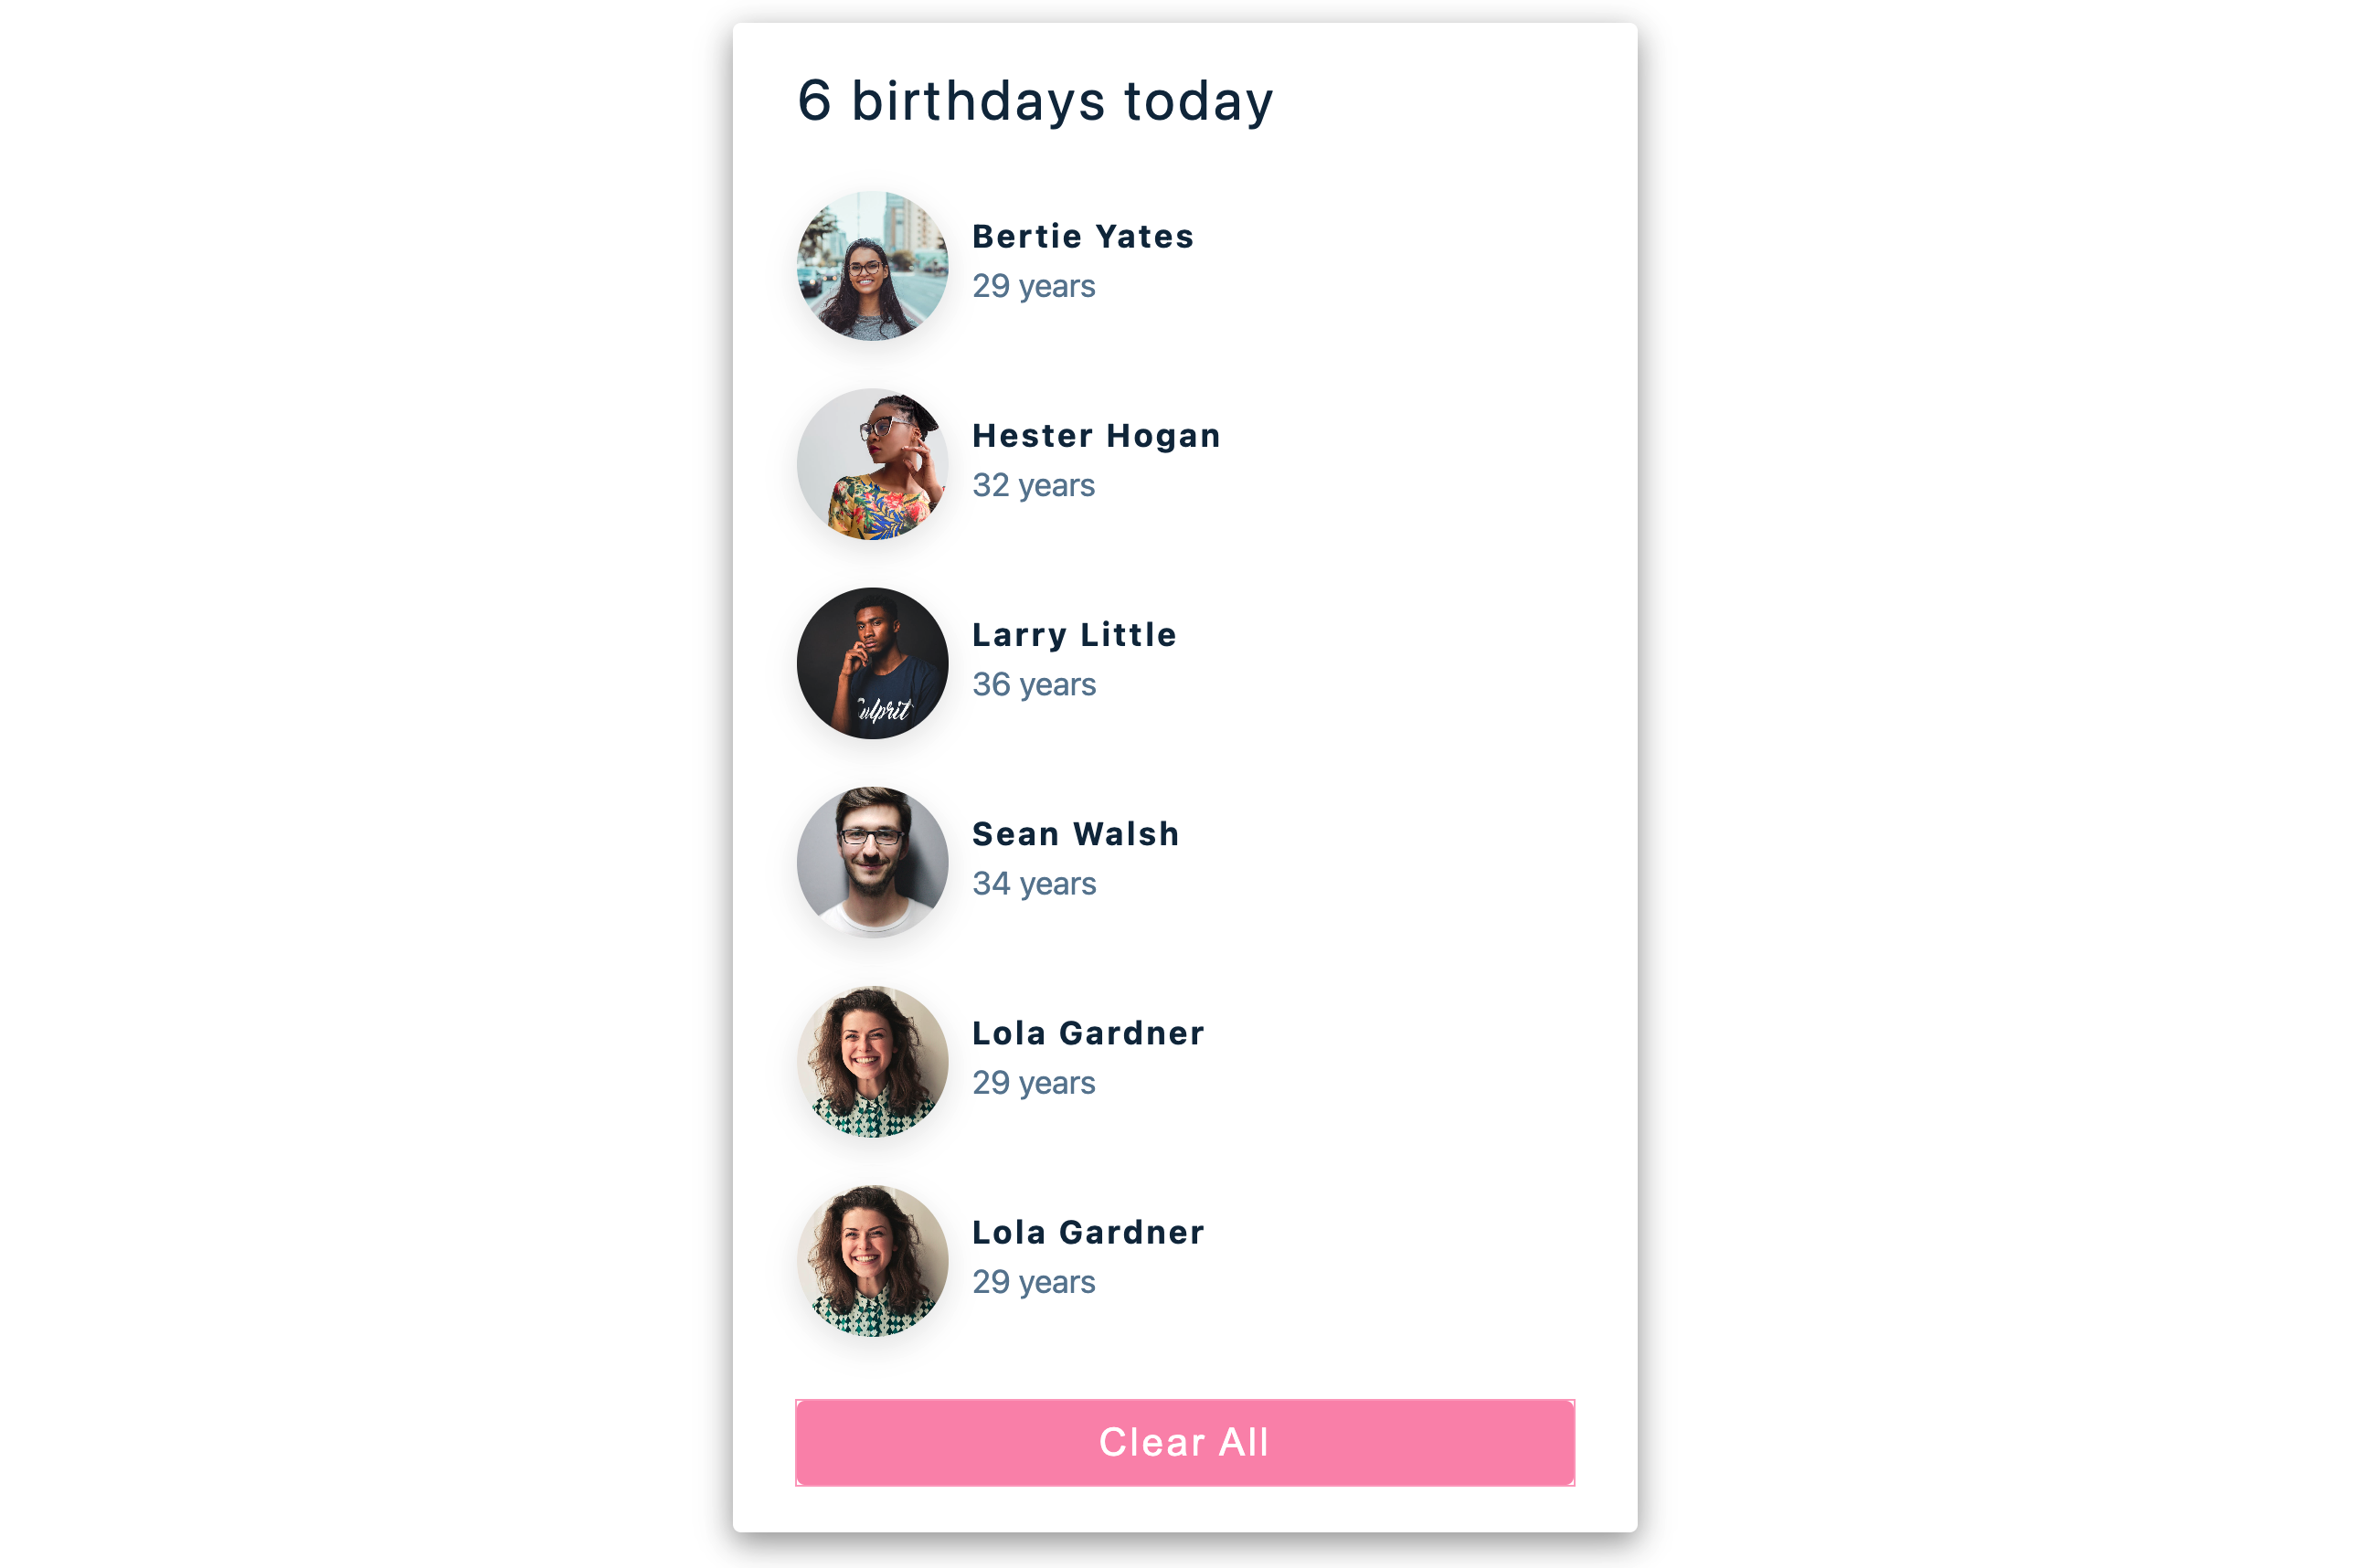 6 birthdays today
Bertie Yates
29 years
Hester Hogan
32 years
Larry Little
36 years
Culprit
Sean Walsh
34 years
Lola Gardner
29 years
Lola Gardner
29 years
Clear All